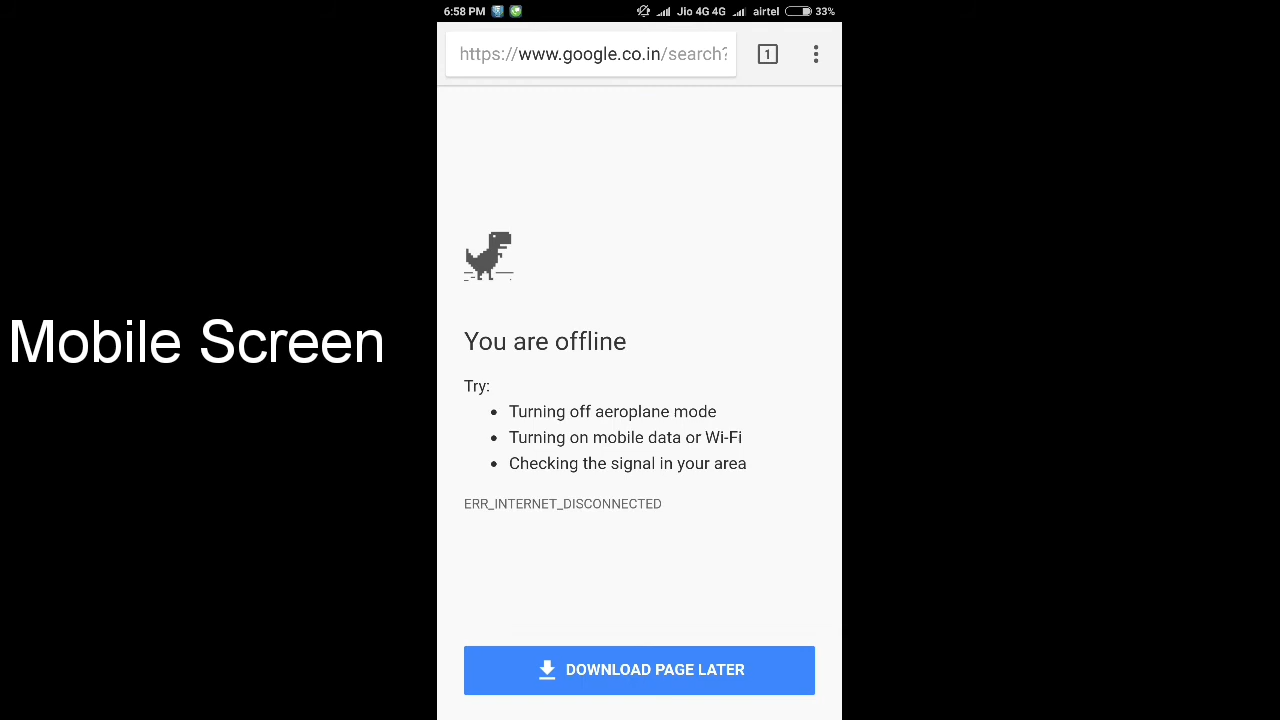 6:58 PM Jio 4G 4G airtel 33%
https://www.google.co.in/search?
1
Mobile Screen
You are offline
Try:
• Turning off aeroplane mode
• Turning on mobile data or Wi-Fi
• Checking the signal in your area
ERR_INTERNET_DISCONNECTED
DOWNLOAD PAGE LATER